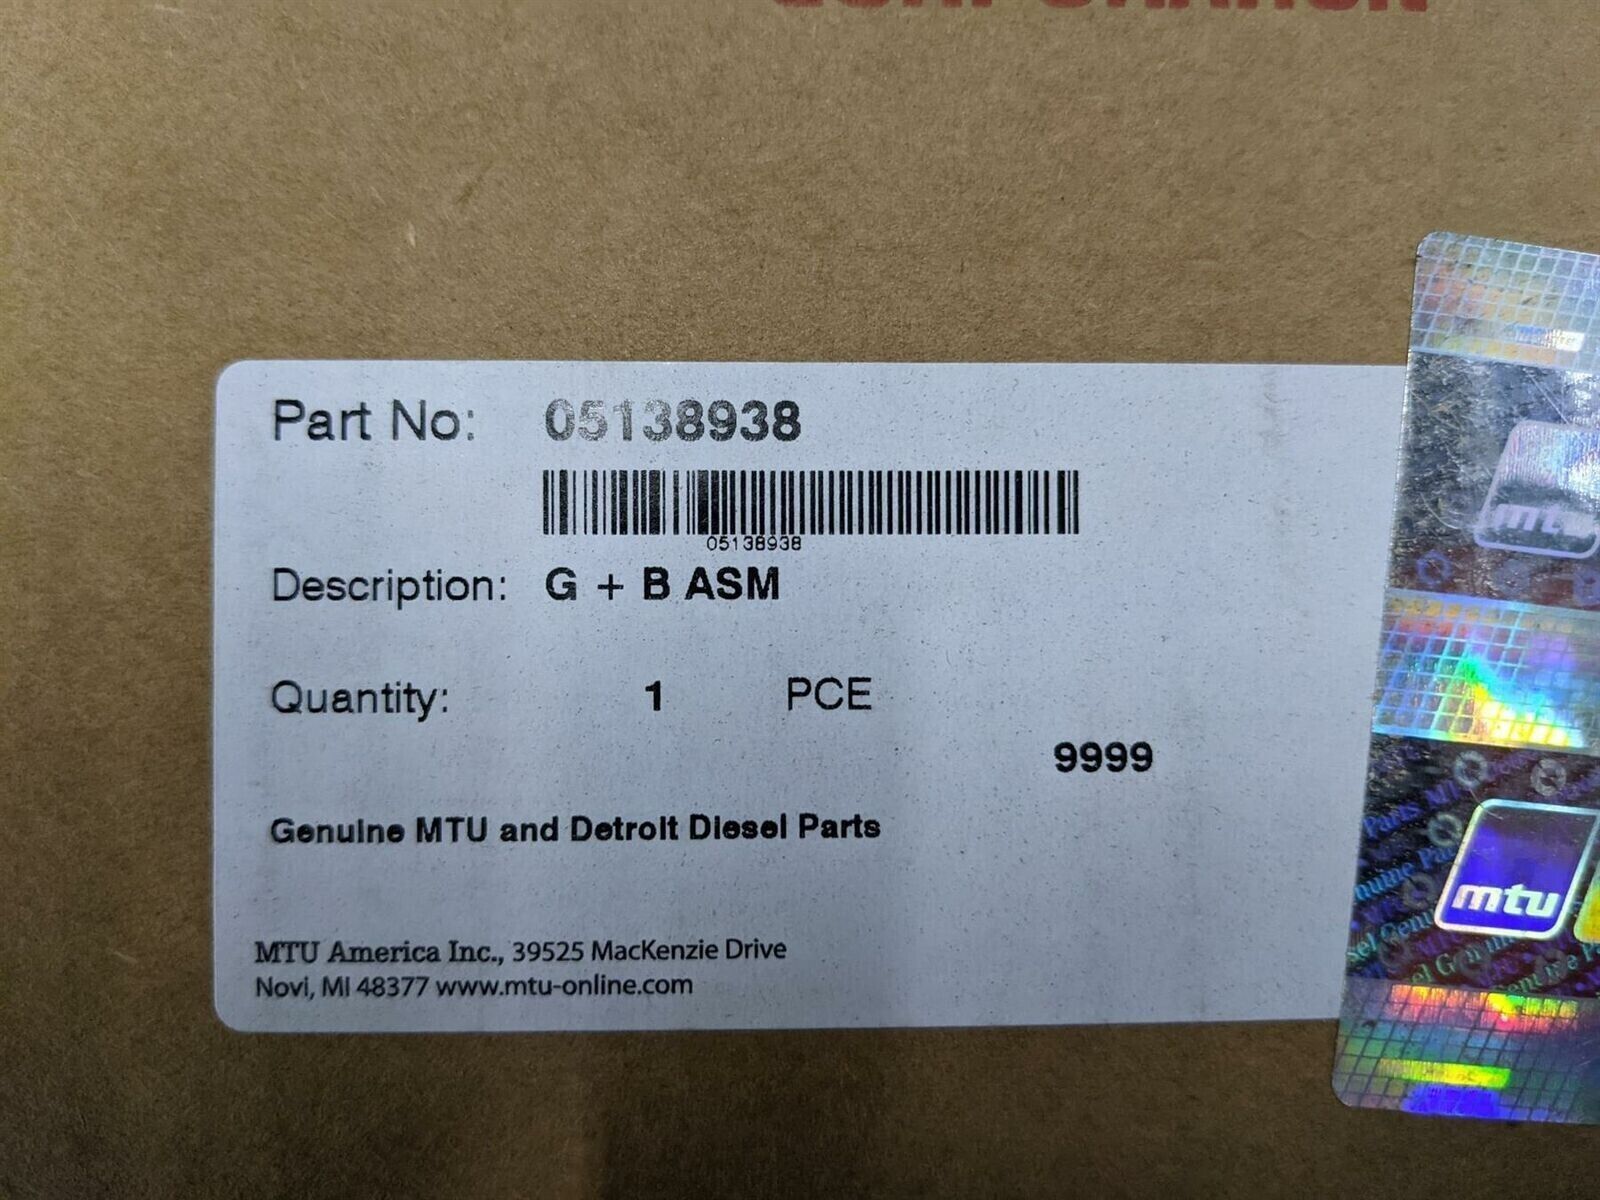 CORPORATION
Part No: 05138938
05138938
Description: G + B ASM
Quantity: 1 PCE
9999
Genuine MTU and Detroit Diesel Parts
MTU America Inc., 39525 MacKenzie Drive
Novi, MI 48377 www.mtu-online.com
mtu
mtu